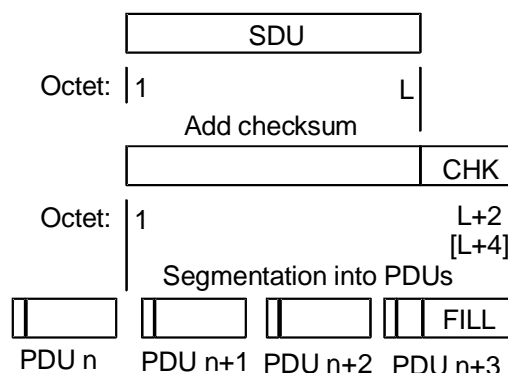 SDU
Octet: 1 L
Add checksum
CHK
Octet: 1 L+2
[L+4]
Segmentation into PDUs
FILL
PDU n PDU n+1 PDU n+2 PDU n+3